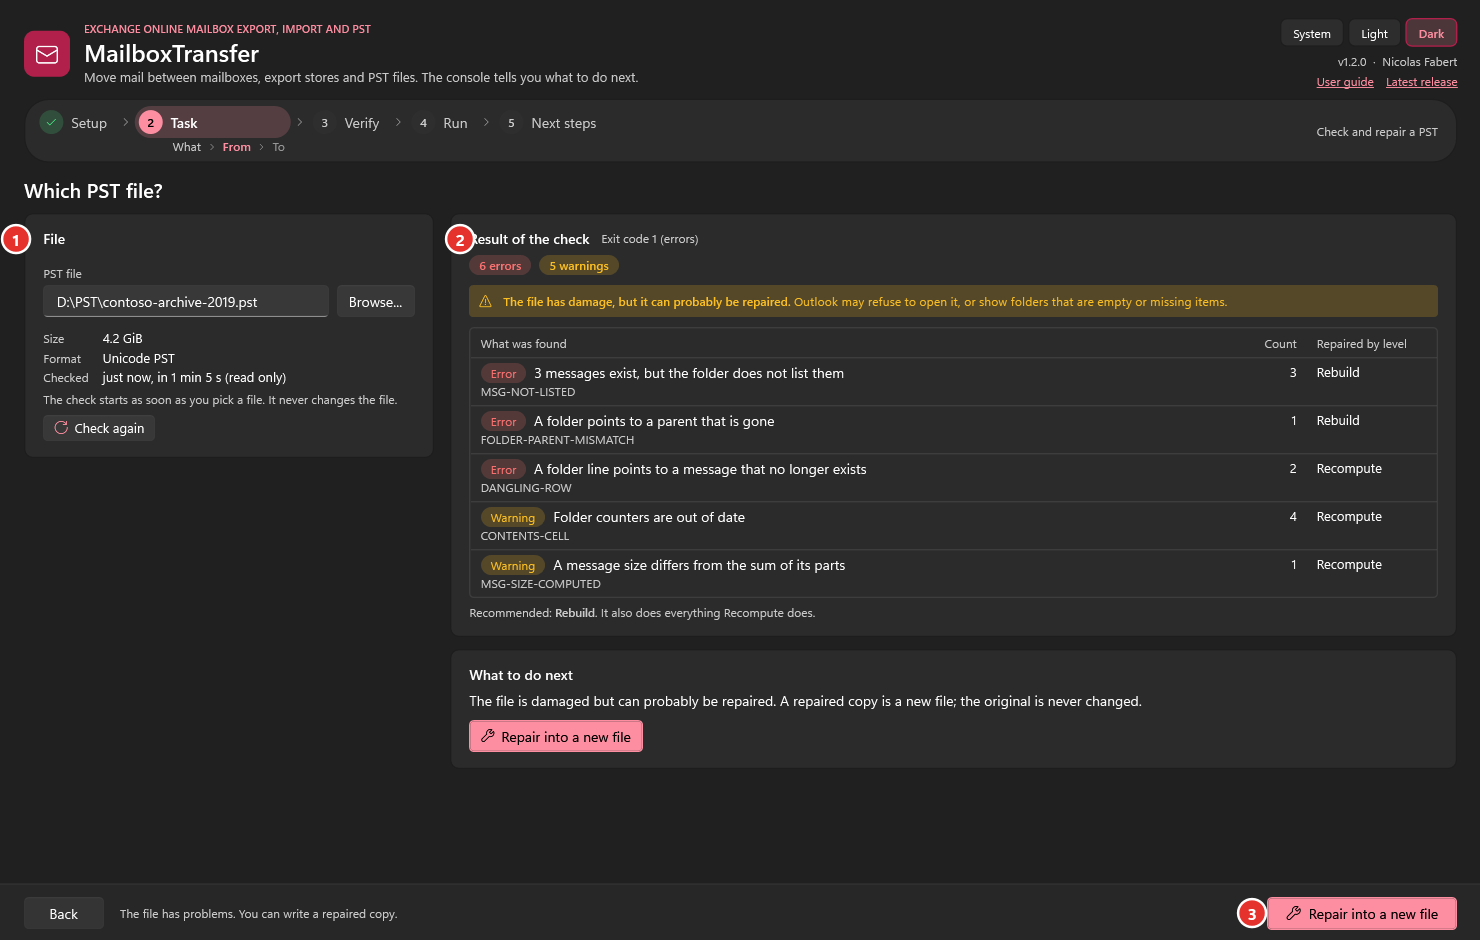 EXCHANGE ONLINE MAILBOX EXPORT, IMPORT AND PST
MailboxTransfer
Move mail between mailboxes, export stores and PST files. The console tells you what to do next.
System Light Dark
v1.2.0 · Nicolas Fabert
User guide Latest release
Setup > 2 Task > 3 Verify > 4 Run > 5 Next steps
What > From > To
Check and repair a PST
Which PST file?
1 File
PST file
D:\PST\contoso-archive-2019.pst Browse...
Size 4.2 GiB
Format Unicode PST
Checked just now, in 1 min 5 s (read only)
The check starts as soon as you pick a file. It never changes the file.
Check again
2 Result of the check Exit code 1 (errors)
6 errors 5 warnings
The file has damage, but it can probably be repaired. Outlook may refuse to open it, or show folders that are empty or missing items.
What was found Count Repaired by level
Error 3 messages exist, but the folder does not list them 3 Rebuild
MSG-NOT-LISTED
Error A folder points to a parent that is gone 1 Rebuild
FOLDER-PARENT-MISMATCH
Error A folder line points to a message that no longer exists 2 Recompute
DANGLING-ROW
Warning Folder counters are out of date 4 Recompute
CONTENTS-CELL
Warning A message size differs from the sum of its parts 1 Recompute
MSG-SIZE-COMPUTED
Recommended: Rebuild. It also does everything Recompute does.
What to do next
The file is damaged but can probably be repaired. A repaired copy is a new file; the original is never changed.
Repair into a new file
Back The file has problems. You can write a repaired copy.
3 Repair into a new file